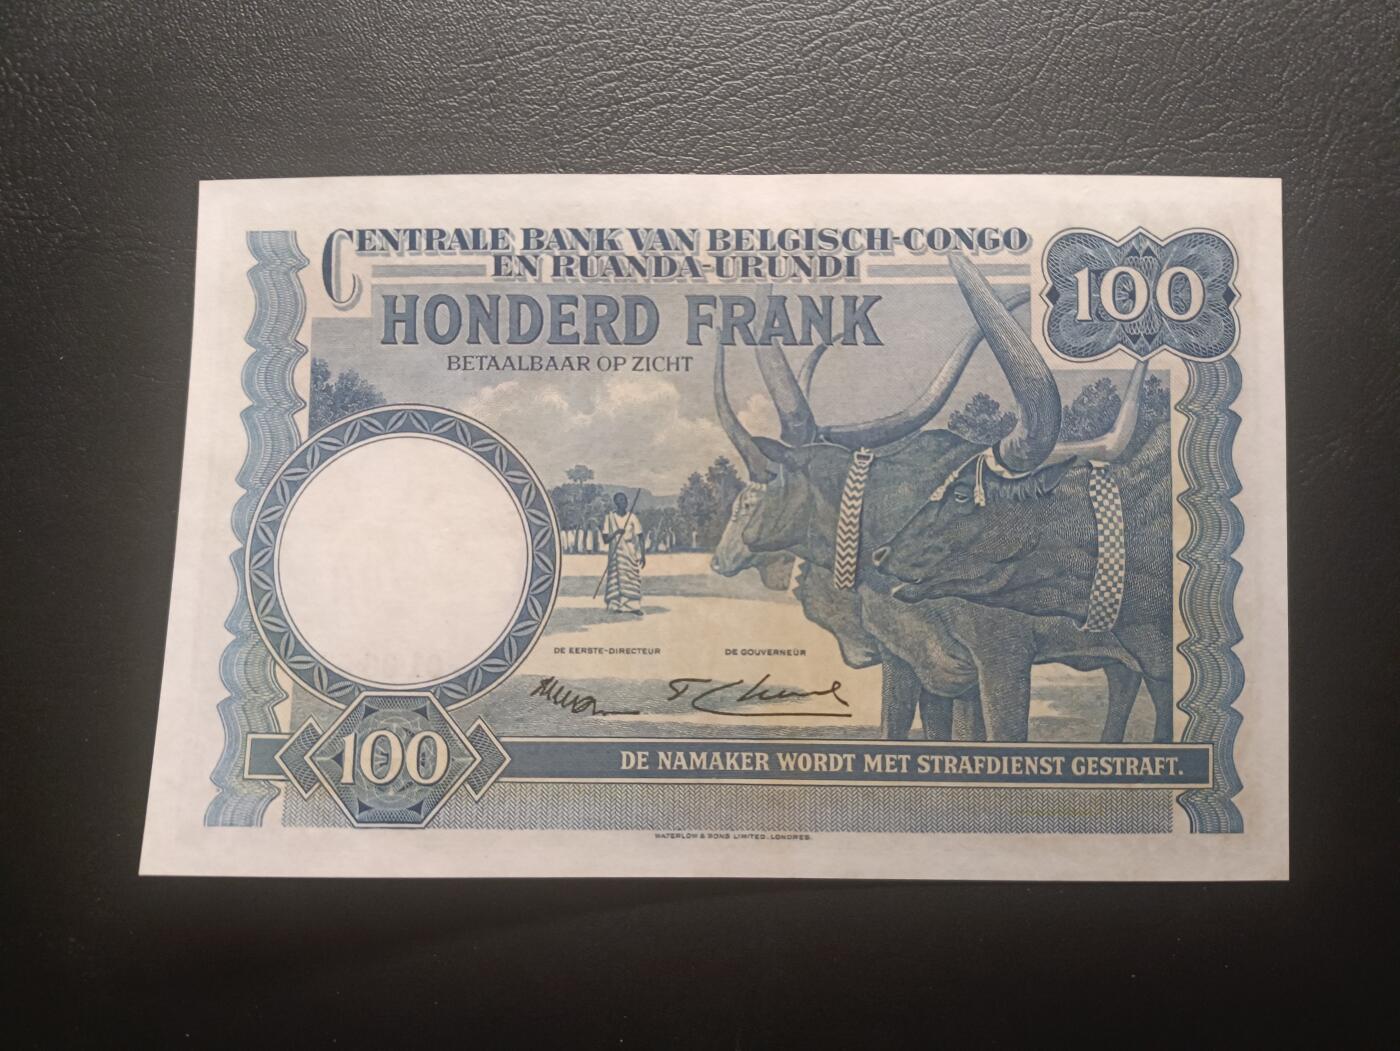 CENTRALE BANK VAN BELGISCH-CONGO
EN RUANDA-URUNDI
100
HONDERD FRANK
BETAALBAAR OP ZICHT
DE EERSTE-DIRECTEUR
DE GOUVERNEUR
100
DE NAMAKER WORDT MET STRAFDIENST GESTRAFT.
WATERLOW & SONS LIMITED. LONDRES.